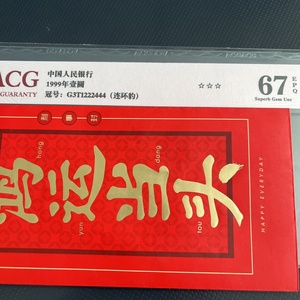 ACG
GUARANTY
中国人民银行
1999年壹圆
冠号：G3T1222444（连环豹）
☆☆☆
67
EPQ
Superb Gem Unc
hong
鸿运当头
yun
dang
tou
HAPPY EVERYDAY